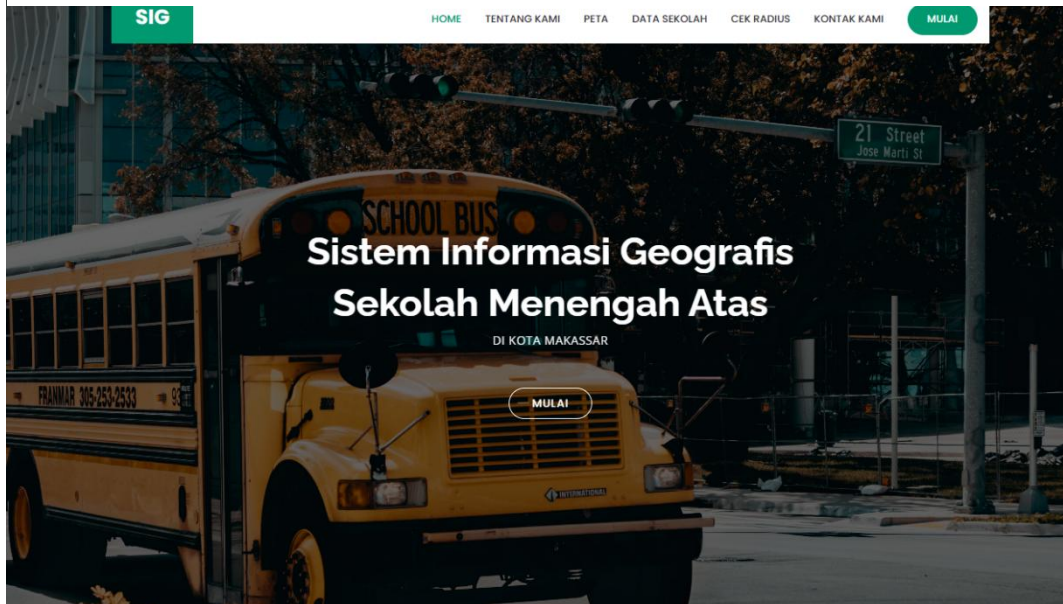 SIG
HOME TENTANG KAMI PETA DATA SEKOLAH CEK RADIUS KONTAK KAMI MULAI
21 Street
Jose Marti St
SCHOOL BUS
Sistem Informasi Geografis
Sekolah Menengah Atas
DI KOTA MAKASSAR
FRANMAR 305-253-2533
MULAI
INTERNATIONAL